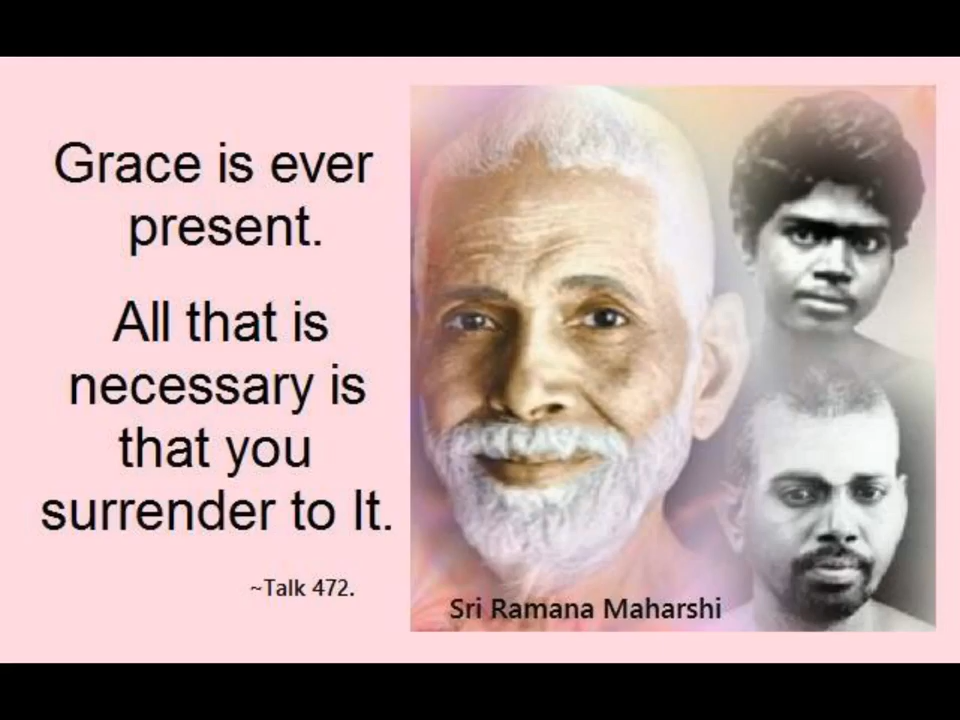 Grace is ever
present.
All that is
necessary is
that you
surrender to It.
~Talk 472.
Sri Ramana Maharshi